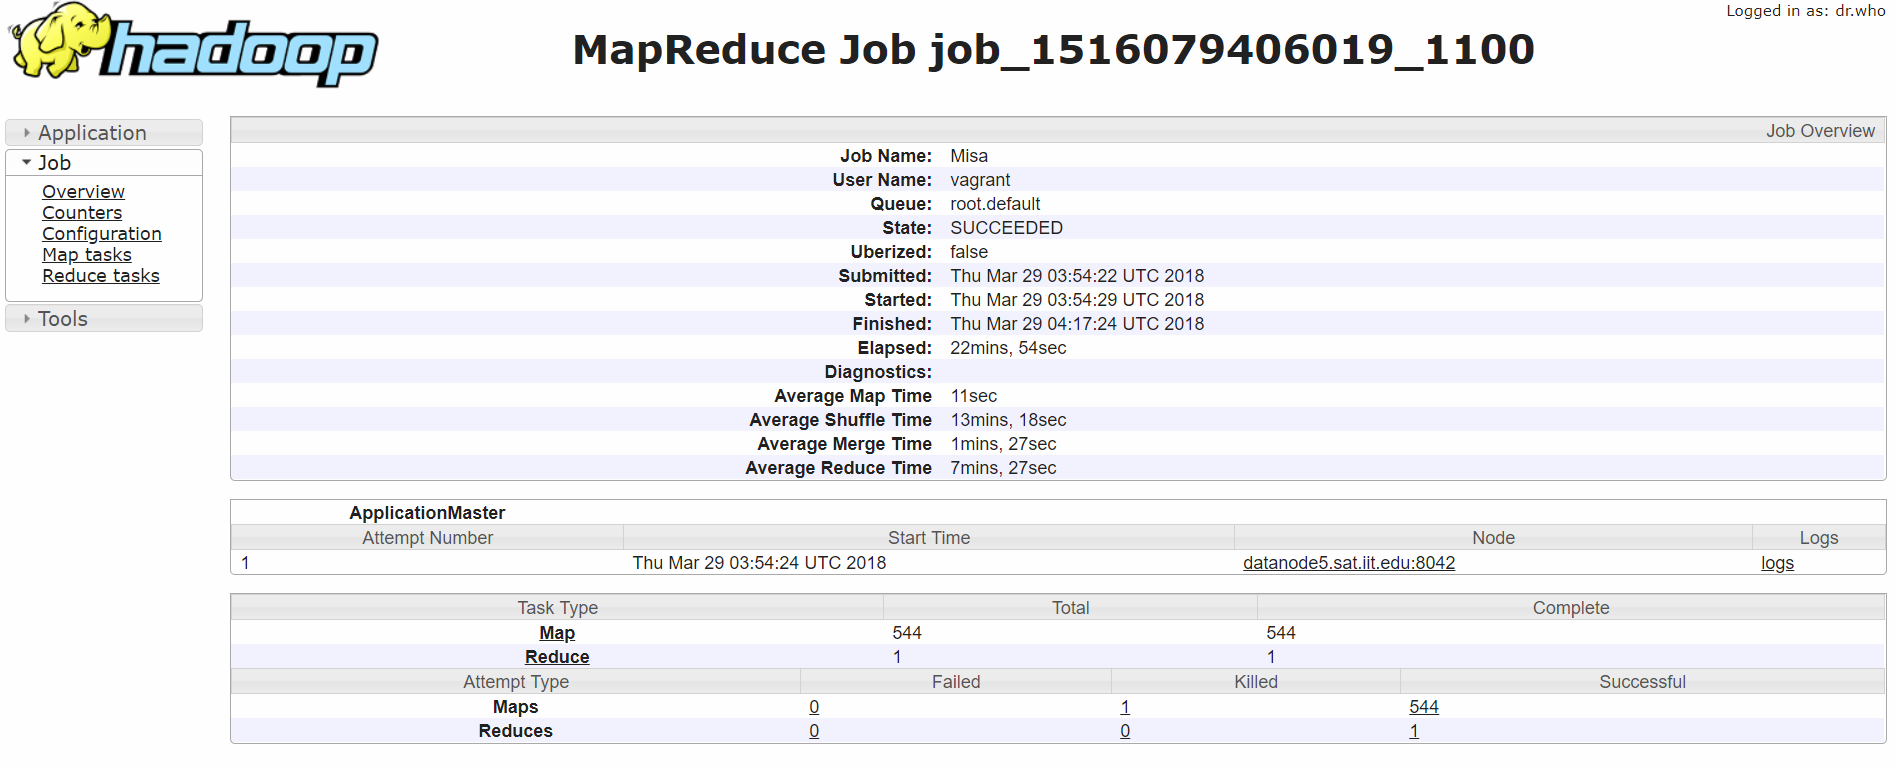 hadoop
Logged in as: dr.who
MapReduce Job job_1516079406019_1100
Application
Job
Overview
Counters
Configuration
Map tasks
Reduce tasks
Tools
Job Overview
Job Name: Misa
User Name: vagrant
Queue: root.default
State: SUCCEEDED
Uberized: false
Submitted: Thu Mar 29 03:54:22 UTC 2018
Started: Thu Mar 29 03:54:29 UTC 2018
Finished: Thu Mar 29 04:17:24 UTC 2018
Elapsed: 22mins, 54sec
Diagnostics:
Average Map Time 11sec
Average Shuffle Time 13mins, 18sec
Average Merge Time 1mins, 27sec
Average Reduce Time 7mins, 27sec
ApplicationMaster
Attempt Number Start Time Node Logs
1 Thu Mar 29 03:54:24 UTC 2018 datanode5.sat.iit.edu:8042 logs
Task Type Total Complete
Map 544 544
Reduce 1 1
Attempt Type Failed Killed Successful
Maps 0 1 544
Reduces 0 0 1